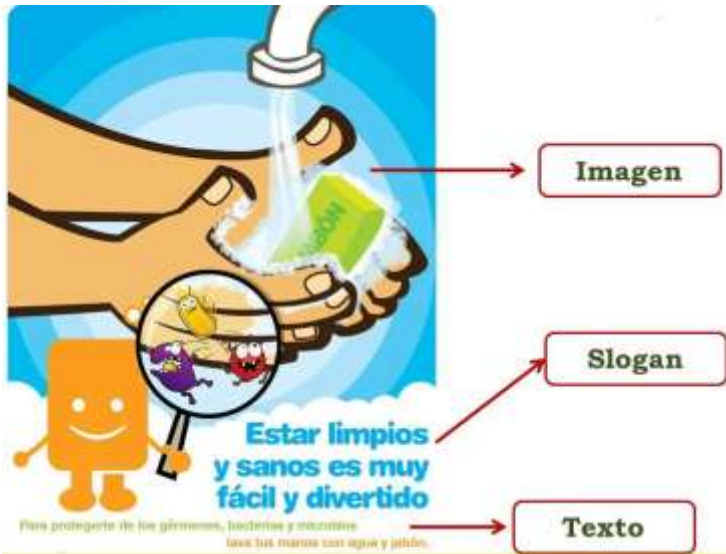 JABÓN
Imagen
Slogan
Estar limpios
y sanos es muy
fácil y divertido
Para protegerte de los gérmenes, bacterias y microbios
lava tus manos con agua y jabón.
Texto